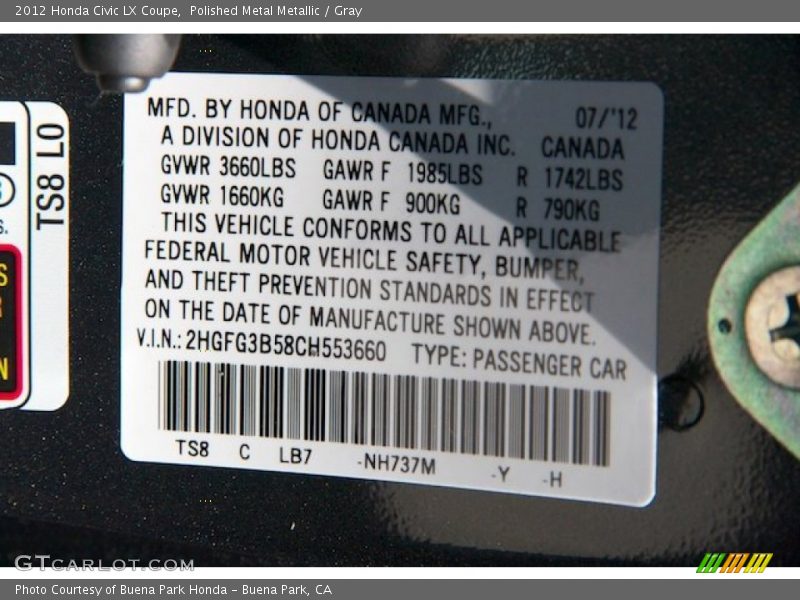 2012 Honda Civic LX Coupe, Polished Metal Metallic / Gray
MFD. BY HONDA OF CANADA MFG., 07/'12
A DIVISION OF HONDA CANADA INC. CANADA
GVWR 3660LBS GAWR F 1985LBS R 1742LBS
GVWR 1660KG GAWR F 900KG R 790KG
THIS VEHICLE CONFORMS TO ALL APPLICABLE
FEDERAL MOTOR VEHICLE SAFETY, BUMPER,
AND THEFT PREVENTION STANDARDS IN EFFECT
ON THE DATE OF MANUFACTURE SHOWN ABOVE.
V.I.N.: 2HGFG3B58CH553660 TYPE: PASSENGER CAR
TS8 C LB7 -NH737M -Y -H
TS8 L0
GTCARLOT.COM
Photo Courtesy of Buena Park Honda - Buena Park, CA